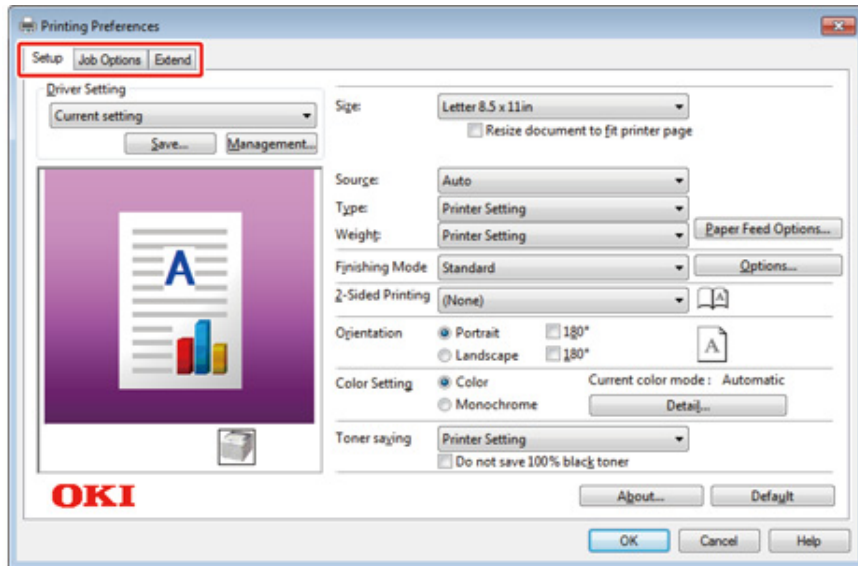 Printing Preferences
Setup Job Options Extend
Driver Setting
Current setting
Save... Management...
A
OKI
Size: Letter 8.5 x 11in
Resize document to fit printer page
Source: Auto
Type: Printer Setting
Weight: Printer Setting Paper Feed Options...
Finishing Mode Standard Options...
2-Sided Printing (None) A
Orientation Portrait 180°
Landscape 180° A
Color Setting Color Current color mode : Automatic
Monochrome Detail...
Toner saving Printer Setting
Do not save 100% black toner
About... Default
OK Cancel Help